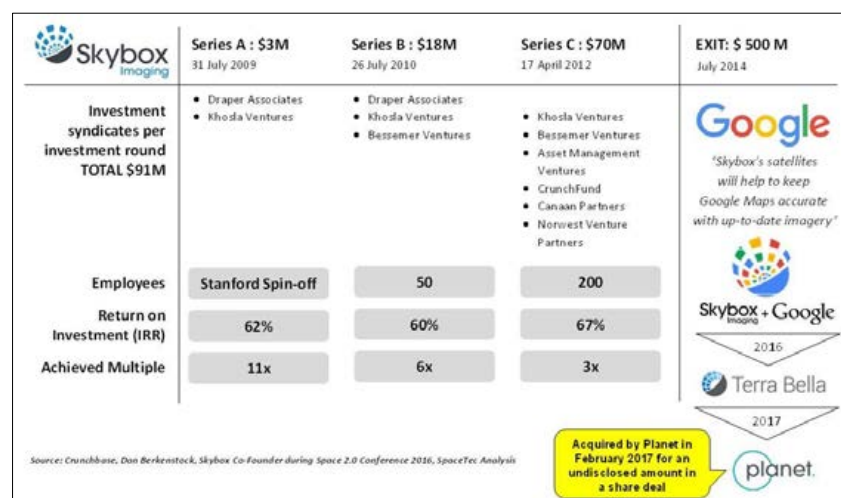 Skybox
Imaging
Series A : $3M
31 July 2009
Series B : $18M
26 July 2010
Series C : $70M
17 April 2012
EXIT: $ 500 M
July 2014
Investment
syndicates per
investment round
TOTAL $91M
• Draper Associates
• Khosla Ventures
• Draper Associates
• Khosla Ventures
• Bessemer Ventures
• Khosla Ventures
• Bessemer Ventures
• Asset Management
Ventures
• CrunchFund
• Canaan Partners
• Norwest Venture
Partners
Google
"Skybox's satellites
will help to keep
Google Maps accurate
with up-to-date imagery"
Skybox + Google
Imaging
Employees
Stanford Spin-off
50
200
Return on
Investment (IRR)
62%
60%
67%
Achieved Multiple
11x
6x
3x
2016
Terra Bella
2017
planet.
Acquired by Planet in
February 2017 for an
undisclosed amount in
a share deal
Source: Crunchbase, Dan Berkenstock, Skybox Co-Founder during Space 2.0 Conference 2016, SpaceTec Analysis